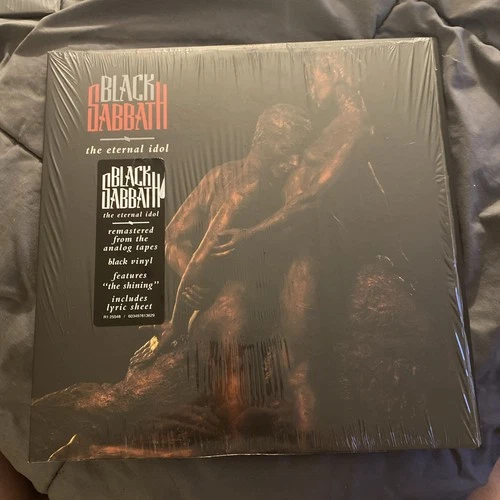 BLACK
SABBATH
the eternal idol
BLACK
SABBATH
the eternal idol
remastered
from the
analog tapes
black vinyl
features
"the shining"
includes
lyric sheet